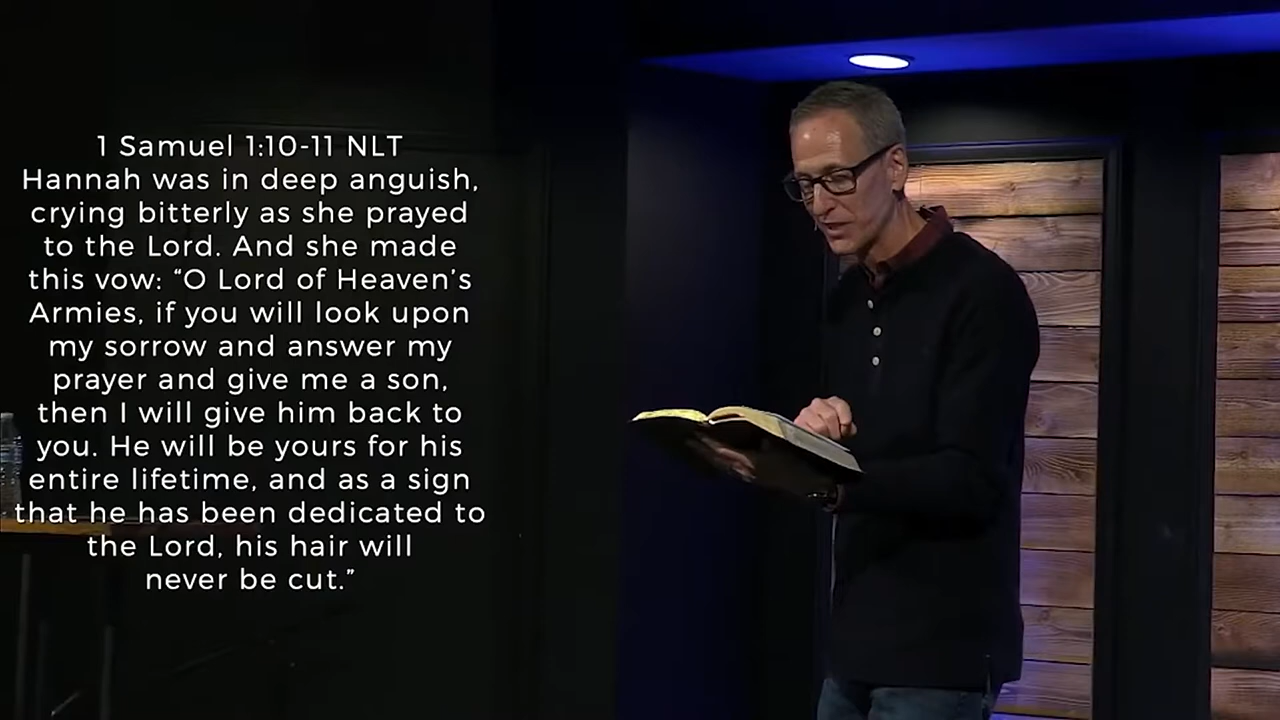 1 Samuel 1:10-11 NLT
Hannah was in deep anguish,
crying bitterly as she prayed
to the Lord. And she made
this vow: “O Lord of Heaven’s
Armies, if you will look upon
my sorrow and answer my
prayer and give me a son,
then I will give him back to
you. He will be yours for his
entire lifetime, and as a sign
that he has been dedicated to
the Lord, his hair will
never be cut.”